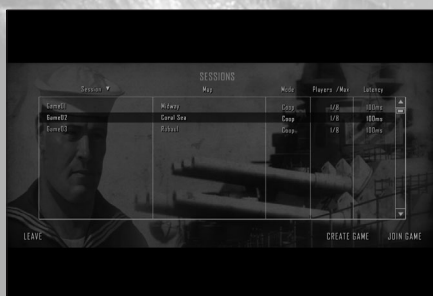 SESSIONS
Session ▼ Map Mode Players /Max Latency
Game01 Midway Coop 1/8 100ms
Game02 Coral Sea Coop 1/8 100ms
Game03 Rabaul Coop 1/8 100ms
LEAVE CREATE GAME JOIN GAME